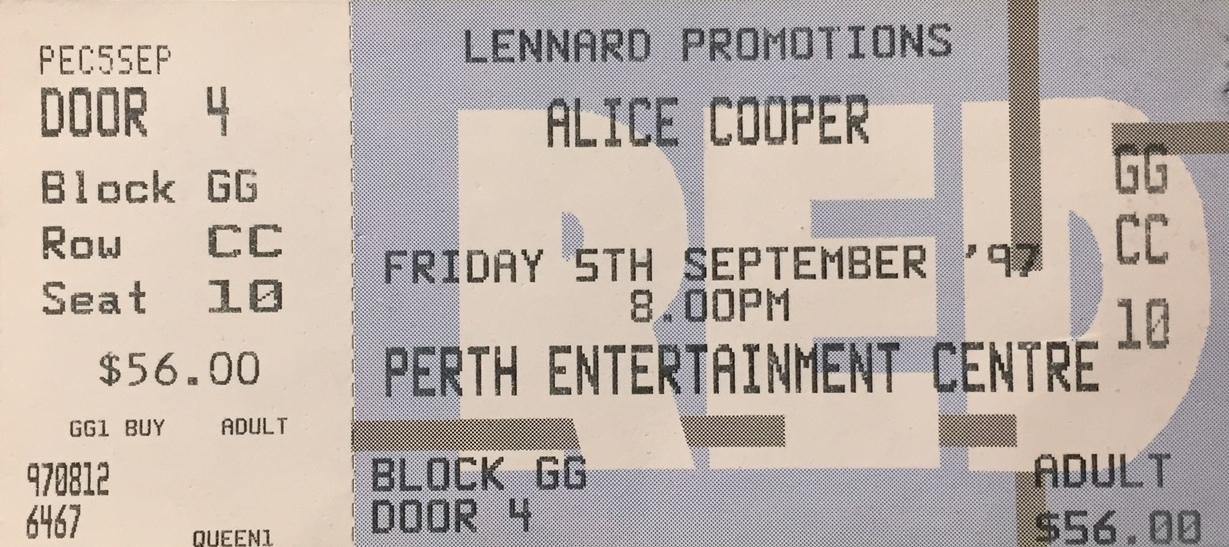 PEC5SEP
DOOR 4
Block GG
Row CC
Seat 10
$56.00
GG1 BUY ADULT
970812
6467
QUEEN1
LENNARD PROMOTIONS
ALICE COOPER
FRIDAY 5TH SEPTEMBER '97
8.00PM
PERTH ENTERTAINMENT CENTRE
BLOCK GG
DOOR 4
GG
CC
10
ADULT
$56.00
RED